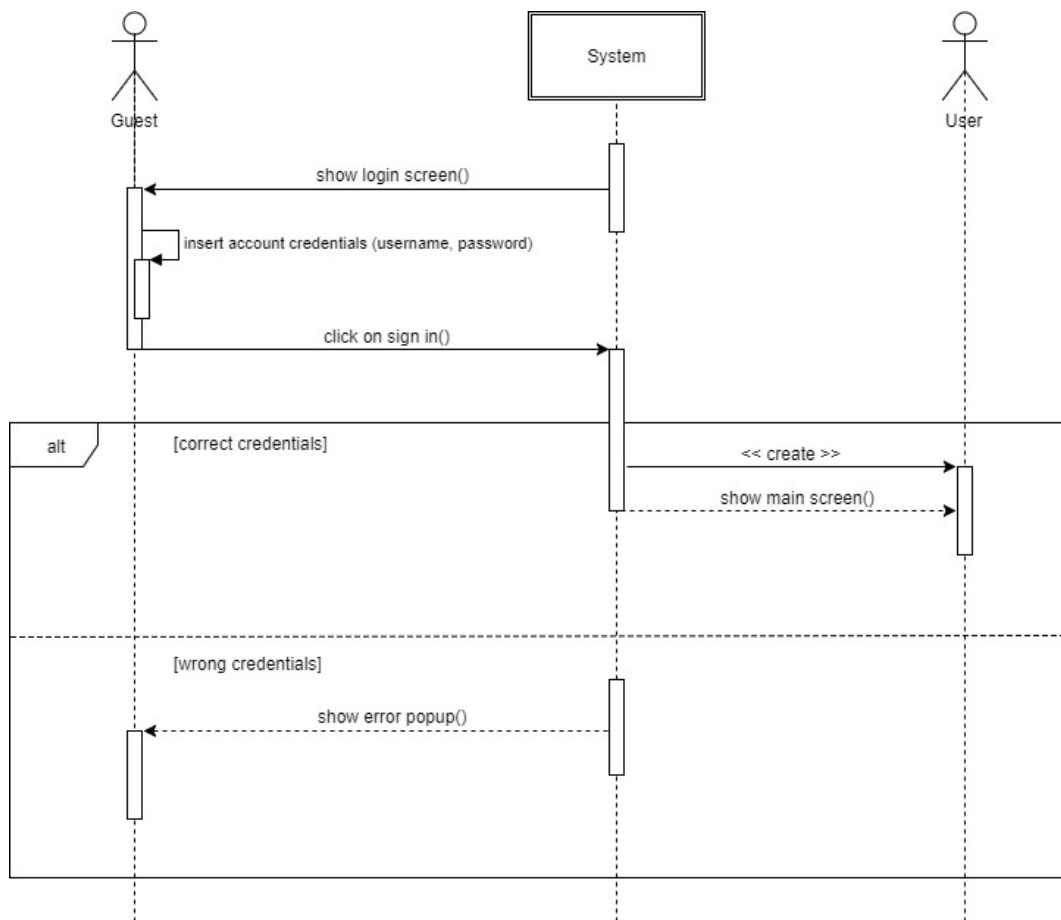 System
Guest
User
show login screen()
insert account credentials (username, password)
click on sign in()
alt
[correct credentials]
<< create >>
show main screen()
[wrong credentials]
show error popup()